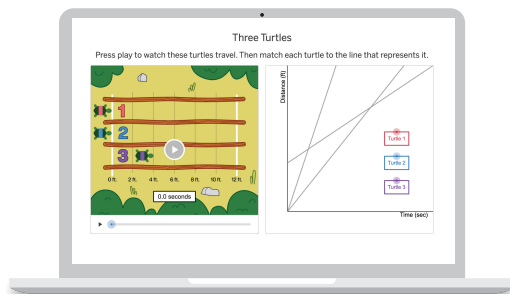 Three Turtles
Press play to watch these turtles travel. Then match each turtle to the line that represents it.
1
2
3
0 ft. 2 ft. 4 ft. 6 ft. 8 ft. 10 ft. 12 ft.
0.0 seconds
Distance (ft)
Turtle 1
Turtle 2
Turtle 3
Time (sec)